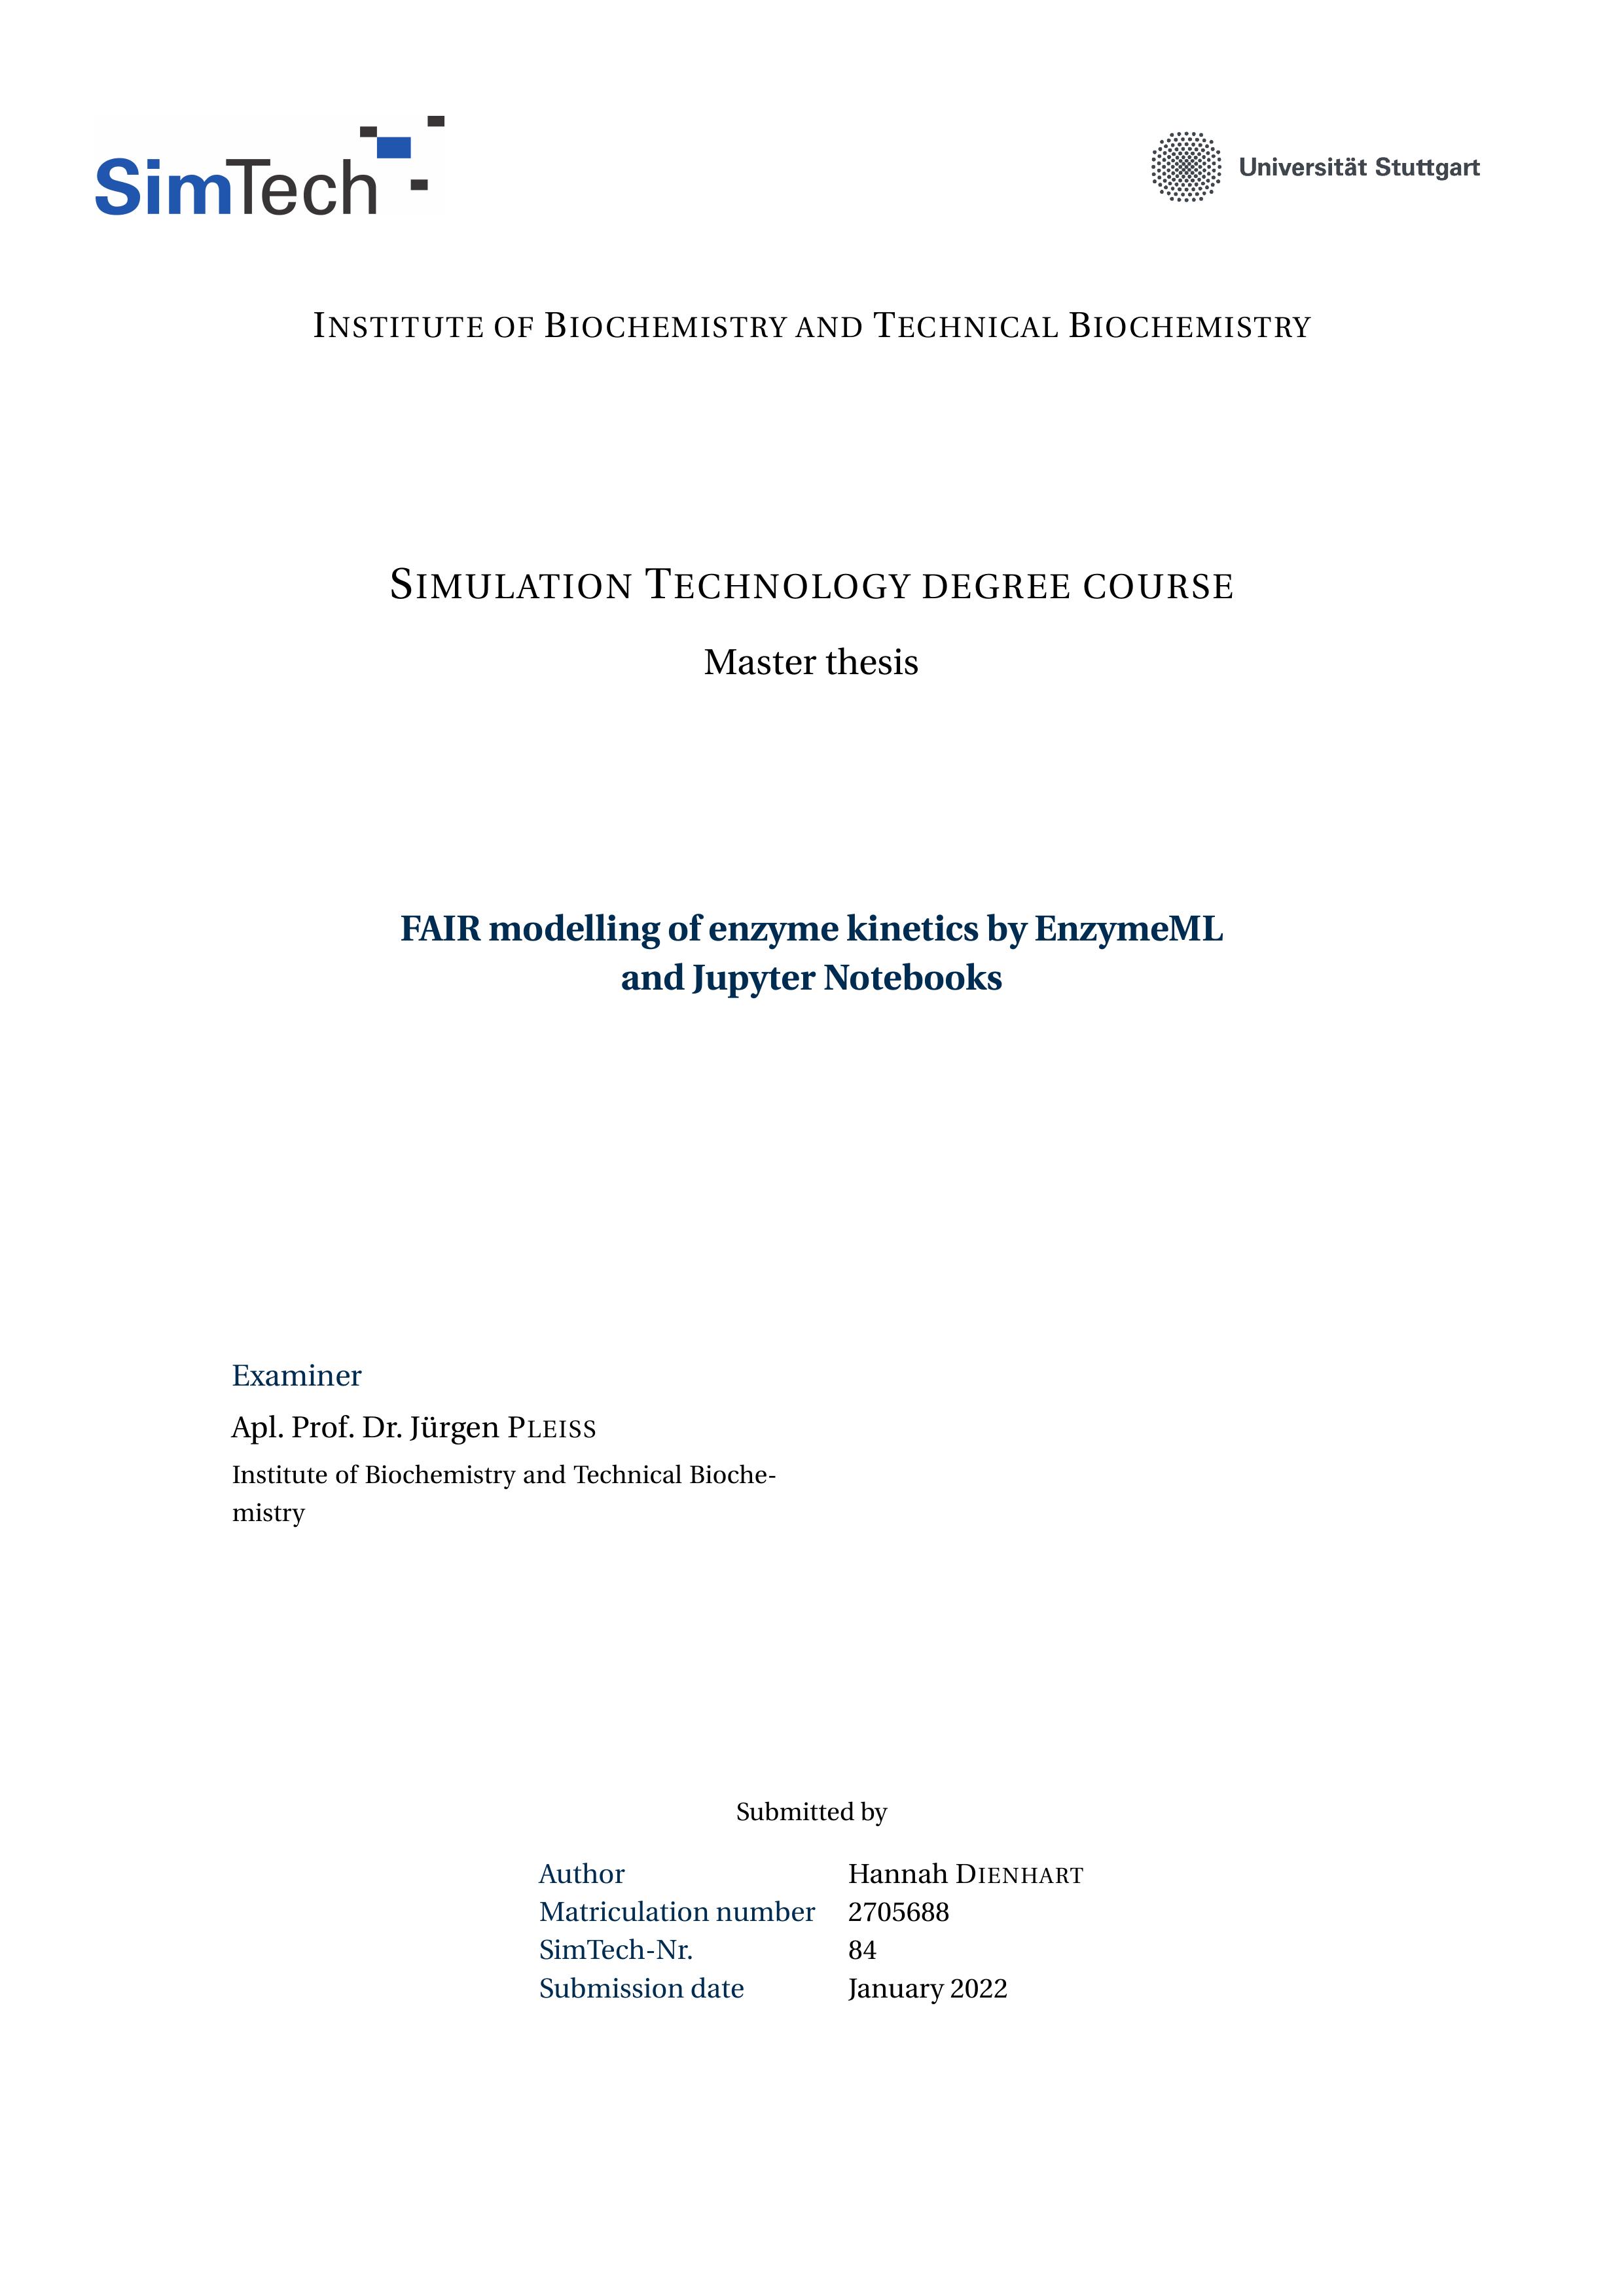 SimTech
Universität Stuttgart
INSTITUTE OF BIOCHEMISTRY AND TECHNICAL BIOCHEMISTRY
SIMULATION TECHNOLOGY DEGREE COURSE
Master thesis
FAIR modelling of enzyme kinetics by EnzymeML
and Jupyter Notebooks
Examiner
Apl. Prof. Dr. Jürgen PLEISS
Institute of Biochemistry and Technical Bioche-
mistry
Submitted by
Author Hannah DIENHART
Matriculation number 2705688
SimTech-Nr. 84
Submission date January 2022